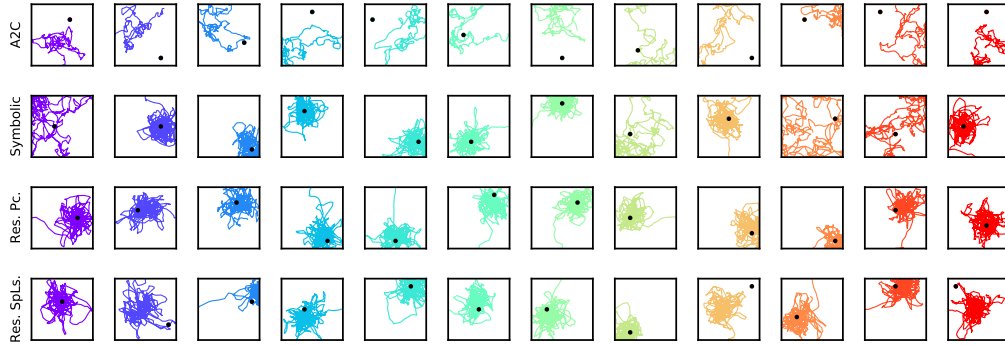 A2C
Symbolic
Res. Pc.
Res. SpLs.